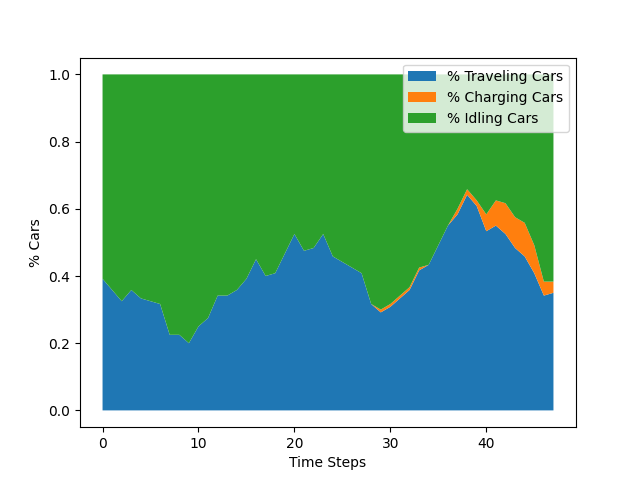 % Traveling Cars
% Charging Cars
% Idling Cars
1.0
0.8
0.6
0.4
0.2
0.0
% Cars
0 10 20 30 40
Time Steps